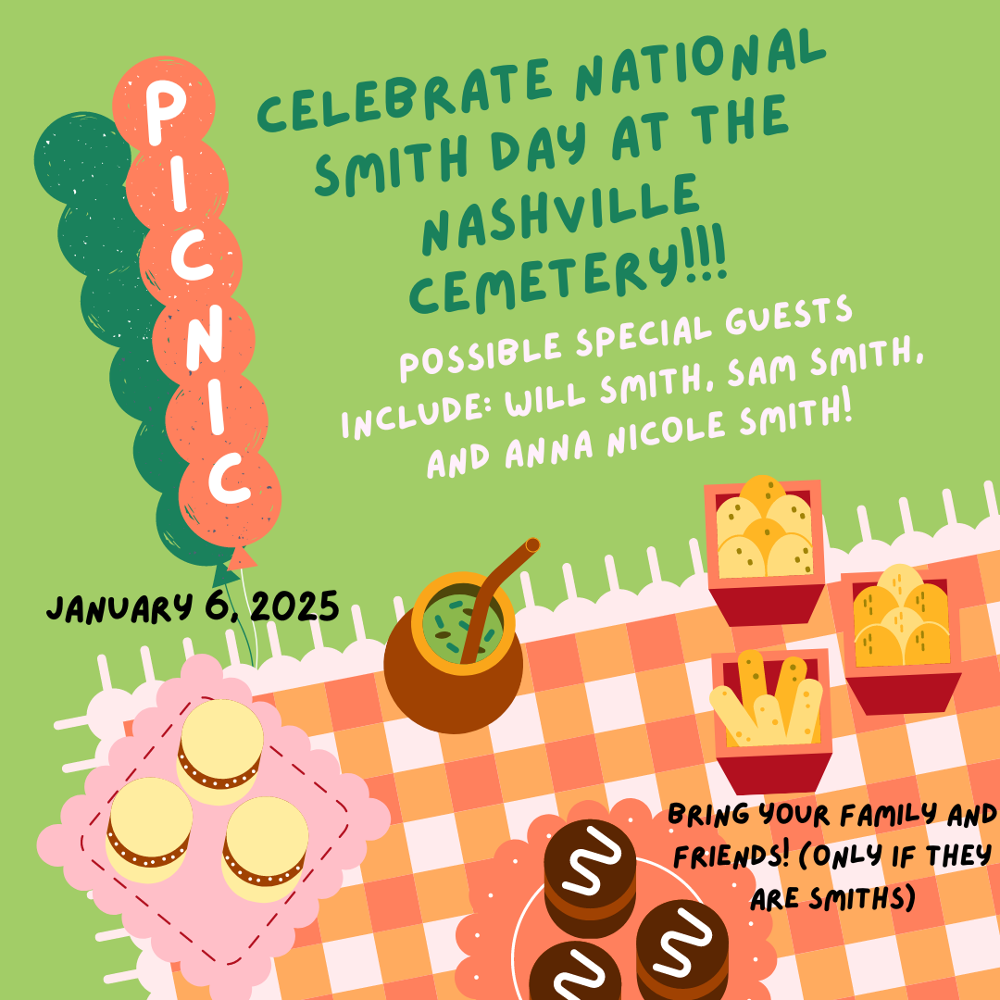 PICNIC
CELEBRATE NATIONAL
SMITH DAY AT THE
NASHVILLE
CEMETERY!!!
POSSIBLE SPECIAL GUESTS
INCLUDE: WILL SMITH, SAM SMITH,
AND ANNA NICOLE SMITH!
JANUARY 6, 2025
BRING YOUR FAMILY AND
FRIENDS! (ONLY IF THEY
ARE SMITHS)